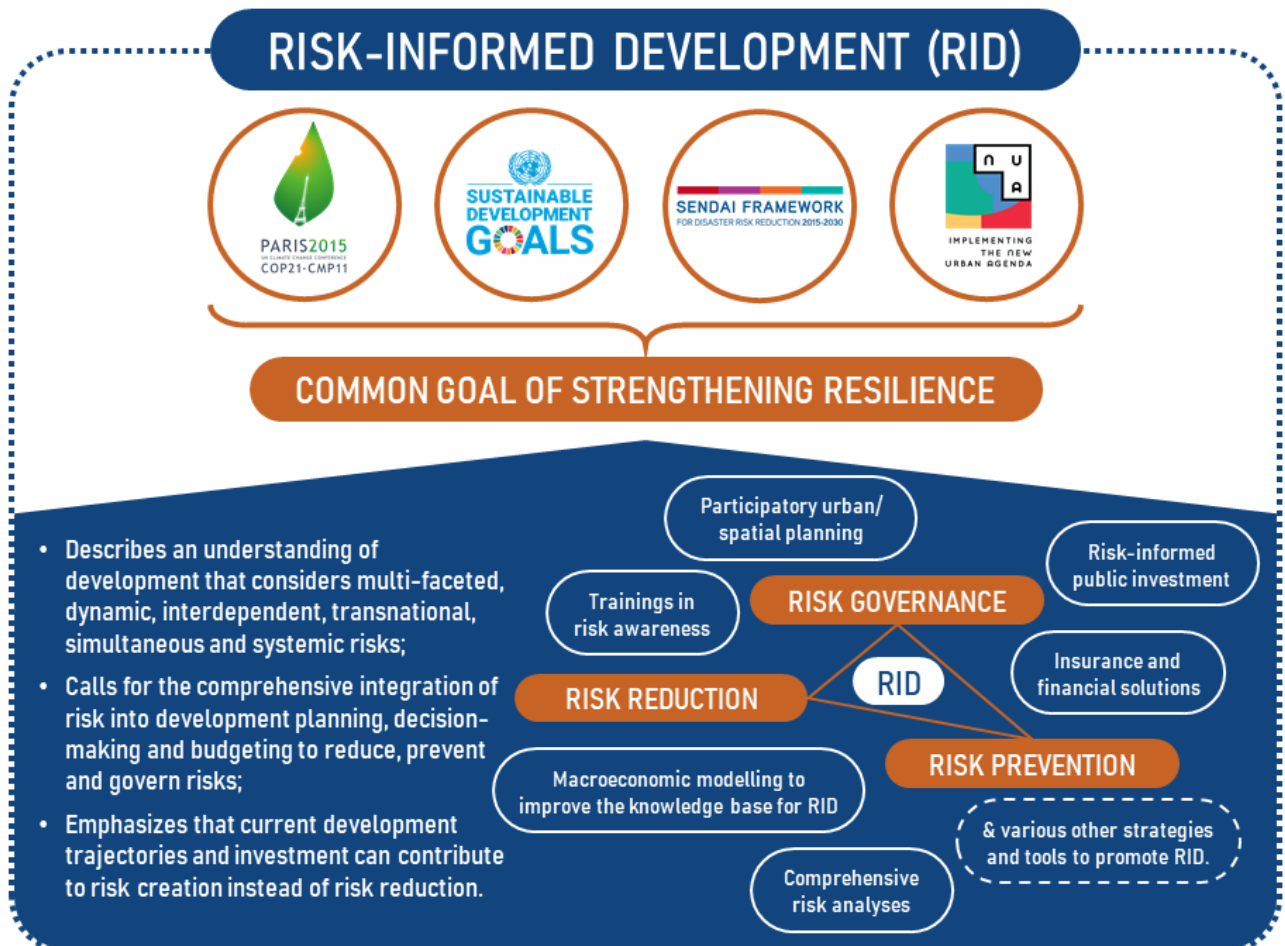 RISK-INFORMED DEVELOPMENT (RID)
PARIS2015
UN CLIMATE CHANGE CONFERENCE
COP21·CMP11
SUSTAINABLE
DEVELOPMENT
GOALS
SENDAI FRAMEWORK
FOR DISASTER RISK REDUCTION 2015-2030
N U
A
IMPLEMENTING
THE NEW
URBAN AGENDA
COMMON GOAL OF STRENGTHENING RESILIENCE
• Describes an understanding of
development that considers multi-faceted,
dynamic, interdependent, transnational,
simultaneous and systemic risks;
• Calls for the comprehensive integration of
risk into development planning, decision-
making and budgeting to reduce, prevent
and govern risks;
• Emphasizes that current development
trajectories and investment can contribute
to risk creation instead of risk reduction.
Participatory urban/
spatial planning
Risk-informed
public investment
Trainings in
risk awareness
RISK GOVERNANCE
Insurance and
financial solutions
RID
RISK REDUCTION
RISK PREVENTION
Macroeconomic modelling to
improve the knowledge base for RID
& various other strategies
and tools to promote RID.
Comprehensive
risk analyses